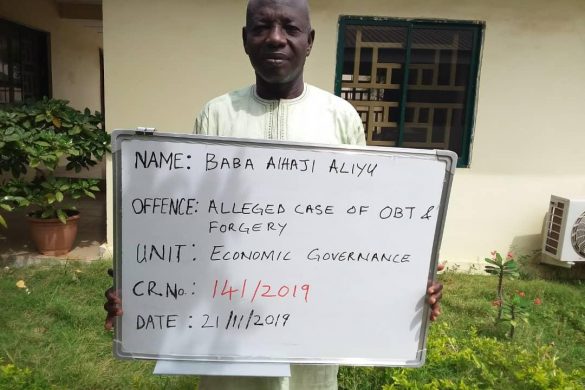 NAME: BABA AlHAJI ALIYU
OFFENCE: ALLEGED CASE OF OBT &
FORGERY
UNIT: ECONOMIC GOVERNANCE
C.R.No.: 141/2019
DATE: 21/11/2019